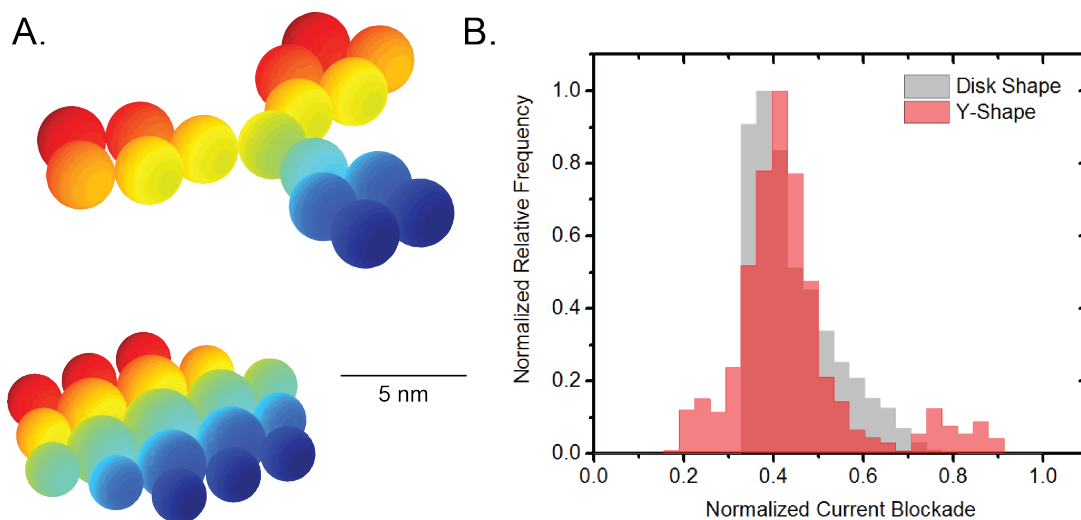 A.
5 nm
B.
Normalized Relative Frequency
1.0
0.8
0.6
0.4
0.2
0.0
Disk Shape
Y-Shape
0.0 0.2 0.4 0.6 0.8 1.0
Normalized Current Blockade